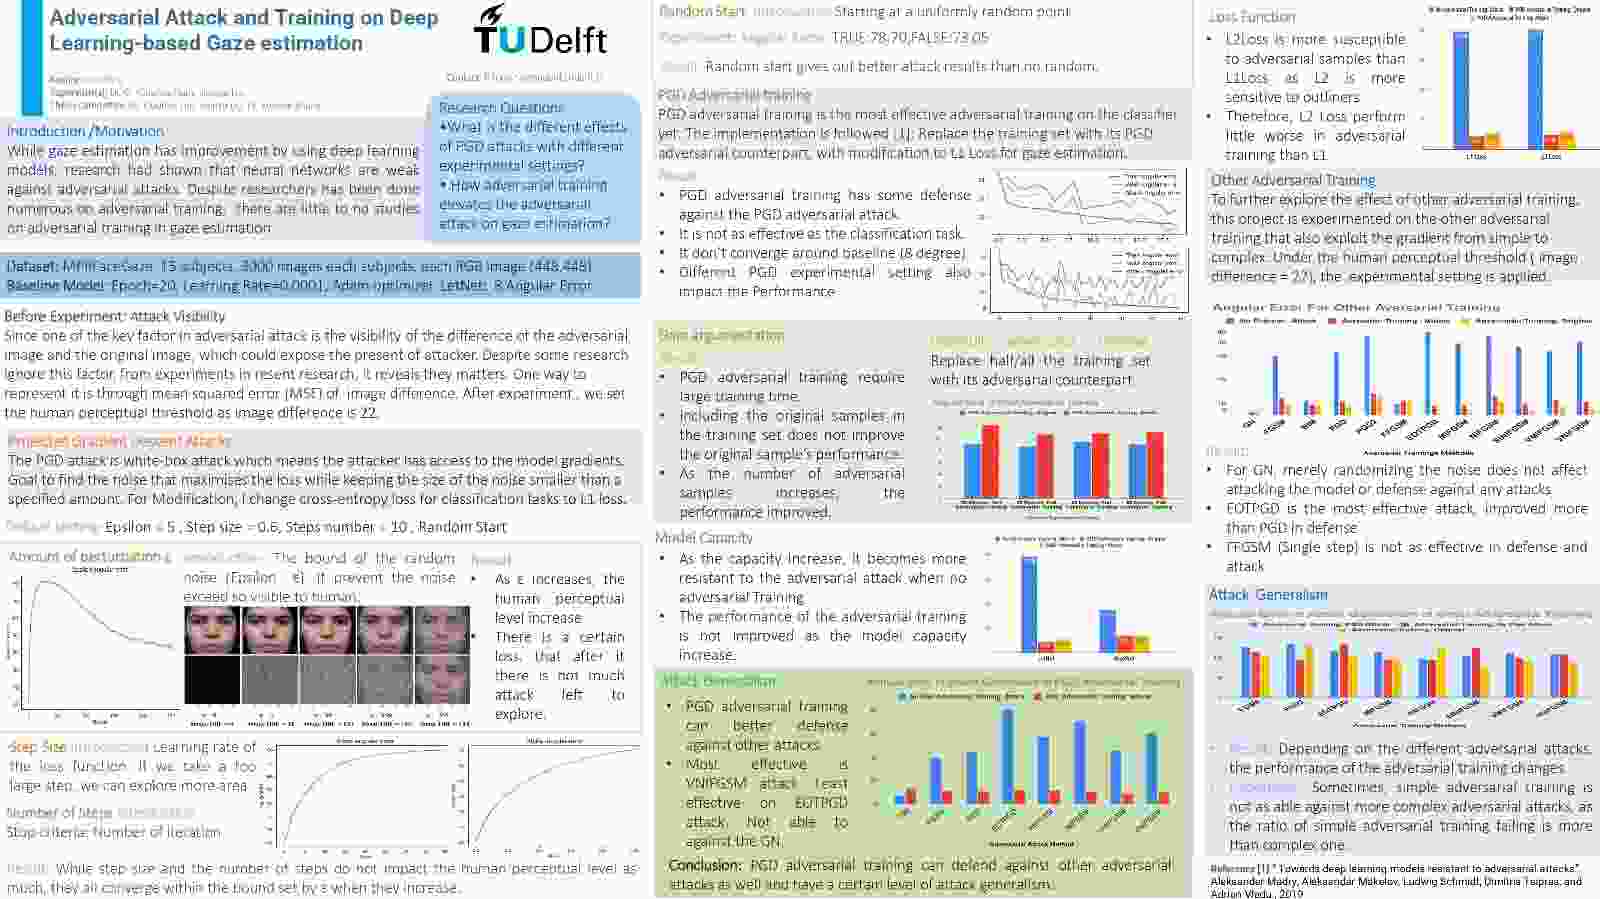 Adversarial Attack and Training on Deep
Learning-based Gaze estimation
TU Delft
Introduction /Motivation
While gaze estimation has improvement by using deep learning
models, research had shown that neural networks are weak
against adversarial attacks. Despite researchers has been done
numerous on adversarial training, there are little to no studies
on adversarial training in gaze estimation
Research Questions
•What is the different effects
of PGD attacks with different
experimental settings?
• How adversarial training
elevates the adversarial
attack on gaze estimation?
Dataset: MPIIFaceGaze, 15 subjects, 3000 images each subjects, each RGB image (448,448)
Baseline Model: Epoch=20, Learning Rate=0.0001, Adam optimizer, LetNet: 8 Angular Error
Before Experiment: Attack Visibility
Since one of the key factor in adversarial attack is the visibility of the difference of the adversarial
image and the original image, which could expose the present of attacker. Despite some research
ignore this factor, from experiments in resent research, it reveals they matters. One way to
represent it is through mean squared error (MSE) of image difference. After experiment , we set
the human perceptual threshold as image difference is 22.
Projected Gradient Descent Attacks
The PGD attack is white-box attack which means the attacker has access to the model gradients.
Goal to find the noise that maximises the loss while keeping the size of the noise smaller than a
specified amount. For Modification, I change cross-entropy loss for classification tasks to L1 loss.
Default setting: Epsilon = 5 , Step size = 0.6, Steps number = 10 , Random Start
Amount of perturbation ε
The bound of the random
noise (Epsilon ε) It prevent the noise
exceed so visible to human.
Result
• As ε increases, the
human perceptual
level increase
• There is a certain
loss, that after it
there is not much
attack left to
explore.
Step Size Introduction Learning rate of
the loss function. If we take a too
large step, we can explore more area
Number of Steps Introduction
Stop criteria: Number of iteration
Result: While step size and the number of steps do not impact the human perceptual level as
much, they all converge within the bound set by ε when they increase.
Random Start Introduction Starting at a uniformly random point
Experiment: Angular Error TRUE:78.70,FALSE:73.05
Result: Random start gives out better attack results than no random.
PGD Adversarial training
PGD adversarial training is the most effective adversarial training on the classifier
yet. The implementation is followed [1]: Replace the training set with its PGD
adversarial counterpart, with modification to L1 Loss for gaze estimation.
Result
• PGD adversarial training has some defense
against the PGD adversarial attack.
• It is not as effective as the classification task.
• It don't converge around baseline (8 degree)
• Different PGD experimental setting also
impact the Performance
Data argumentation
Result
• PGD adversarial training require
large training time.
• Including the original samples in
the training set does not improve
the original sample's performance.
• As the number of adversarial
samples increases, the
performance improved.
Replace half/all the training set
with its adversarial counterpart.
Model Capacity
• As the capacity increase, it becomes more
resistant to the adversarial attack when no
adversarial Training
• The performance of the adversarial training
is not improved as the model capacity
increase.
Attack Generalism
• PGD adversarial training
can better defense
against other attacks
• Most effective is
VNIFGSM attack. Least
effective on EOTPGD
attack. Not able to
against the GN.
Conclusion: PGD adversarial training can defend against other adversarial
attacks as well and have a certain level of attack generalism.
Loss Function
• L2Loss is more susceptible
to adversarial samples than
L1Loss, as L2 is more
sensitive to outliners
• Therefore, L2 Loss perform
little worse in adversarial
training than L1
L1Loss
L2Loss
Other Adversarial Training
To further explore the effect of other adversarial training,
this project is experimented on the other adversarial
training that also exploit the gradient from simple to
complex. Under the human perceptual threshold ( image
difference = 22), the experimental setting is applied.
Angular Error For Other Aversarial Training
Adversarial Training Methods
Result
• For GN, merely randomizing the noise does not affect
attacking the model or defense against any attacks
• EOTPGD is the most effective attack, improved more
than PGD in defense
• FFGSM (Single step) is not as effective in defense and
attack
Attack Generalism
• Result: Depending on the different adversarial attacks,
the performance of the adversarial training changes
• Sometimes, simple adversarial training is
not as able against more complex adversarial attacks, as
the ratio of simple adversarial training failing is more
than complex one.
Reference [1] " Towards deep learning models resistant to adversarial attacks"
Aleksander Madry, Aleksandar Makelov, Ludwig Schmidt, Dimitris Tsipras, and
Adrian Vladu , 2019